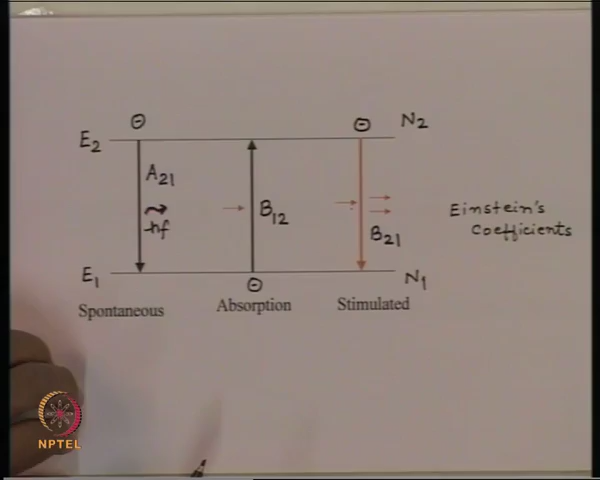 E₂ ⊖ ⊖ N₂
A₂₁
hf
B₁₂
B₂₁
Einstein's
Coefficients
E₁ ⊖ N₁
Spontaneous Absorption Stimulated
NPTEL